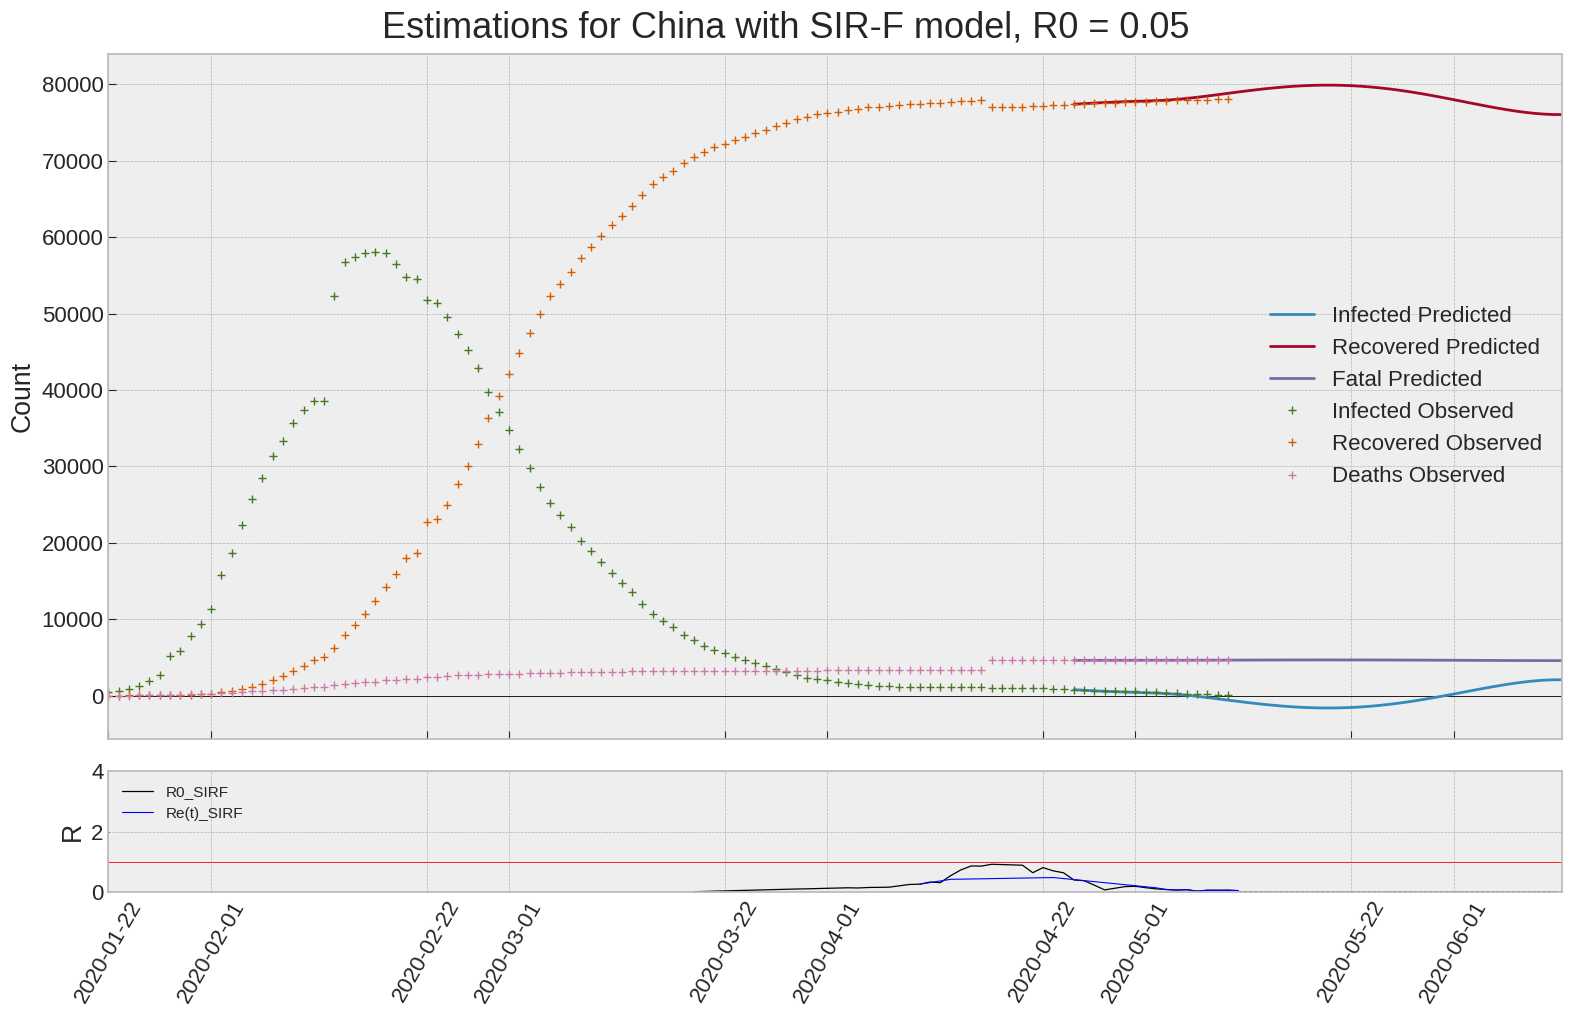 Estimations for China with SIR-F model, R0 = 0.05
Count
80000
70000
60000
50000
40000
30000
20000
10000
0
Infected Predicted
Recovered Predicted
Fatal Predicted
Infected Observed
Recovered Observed
Deaths Observed
R
4
2
0
R0_SIRF
Re(t)_SIRF
2020-01-22
2020-02-01
2020-02-22
2020-03-01
2020-03-22
2020-04-01
2020-04-22
2020-05-01
2020-05-22
2020-06-01